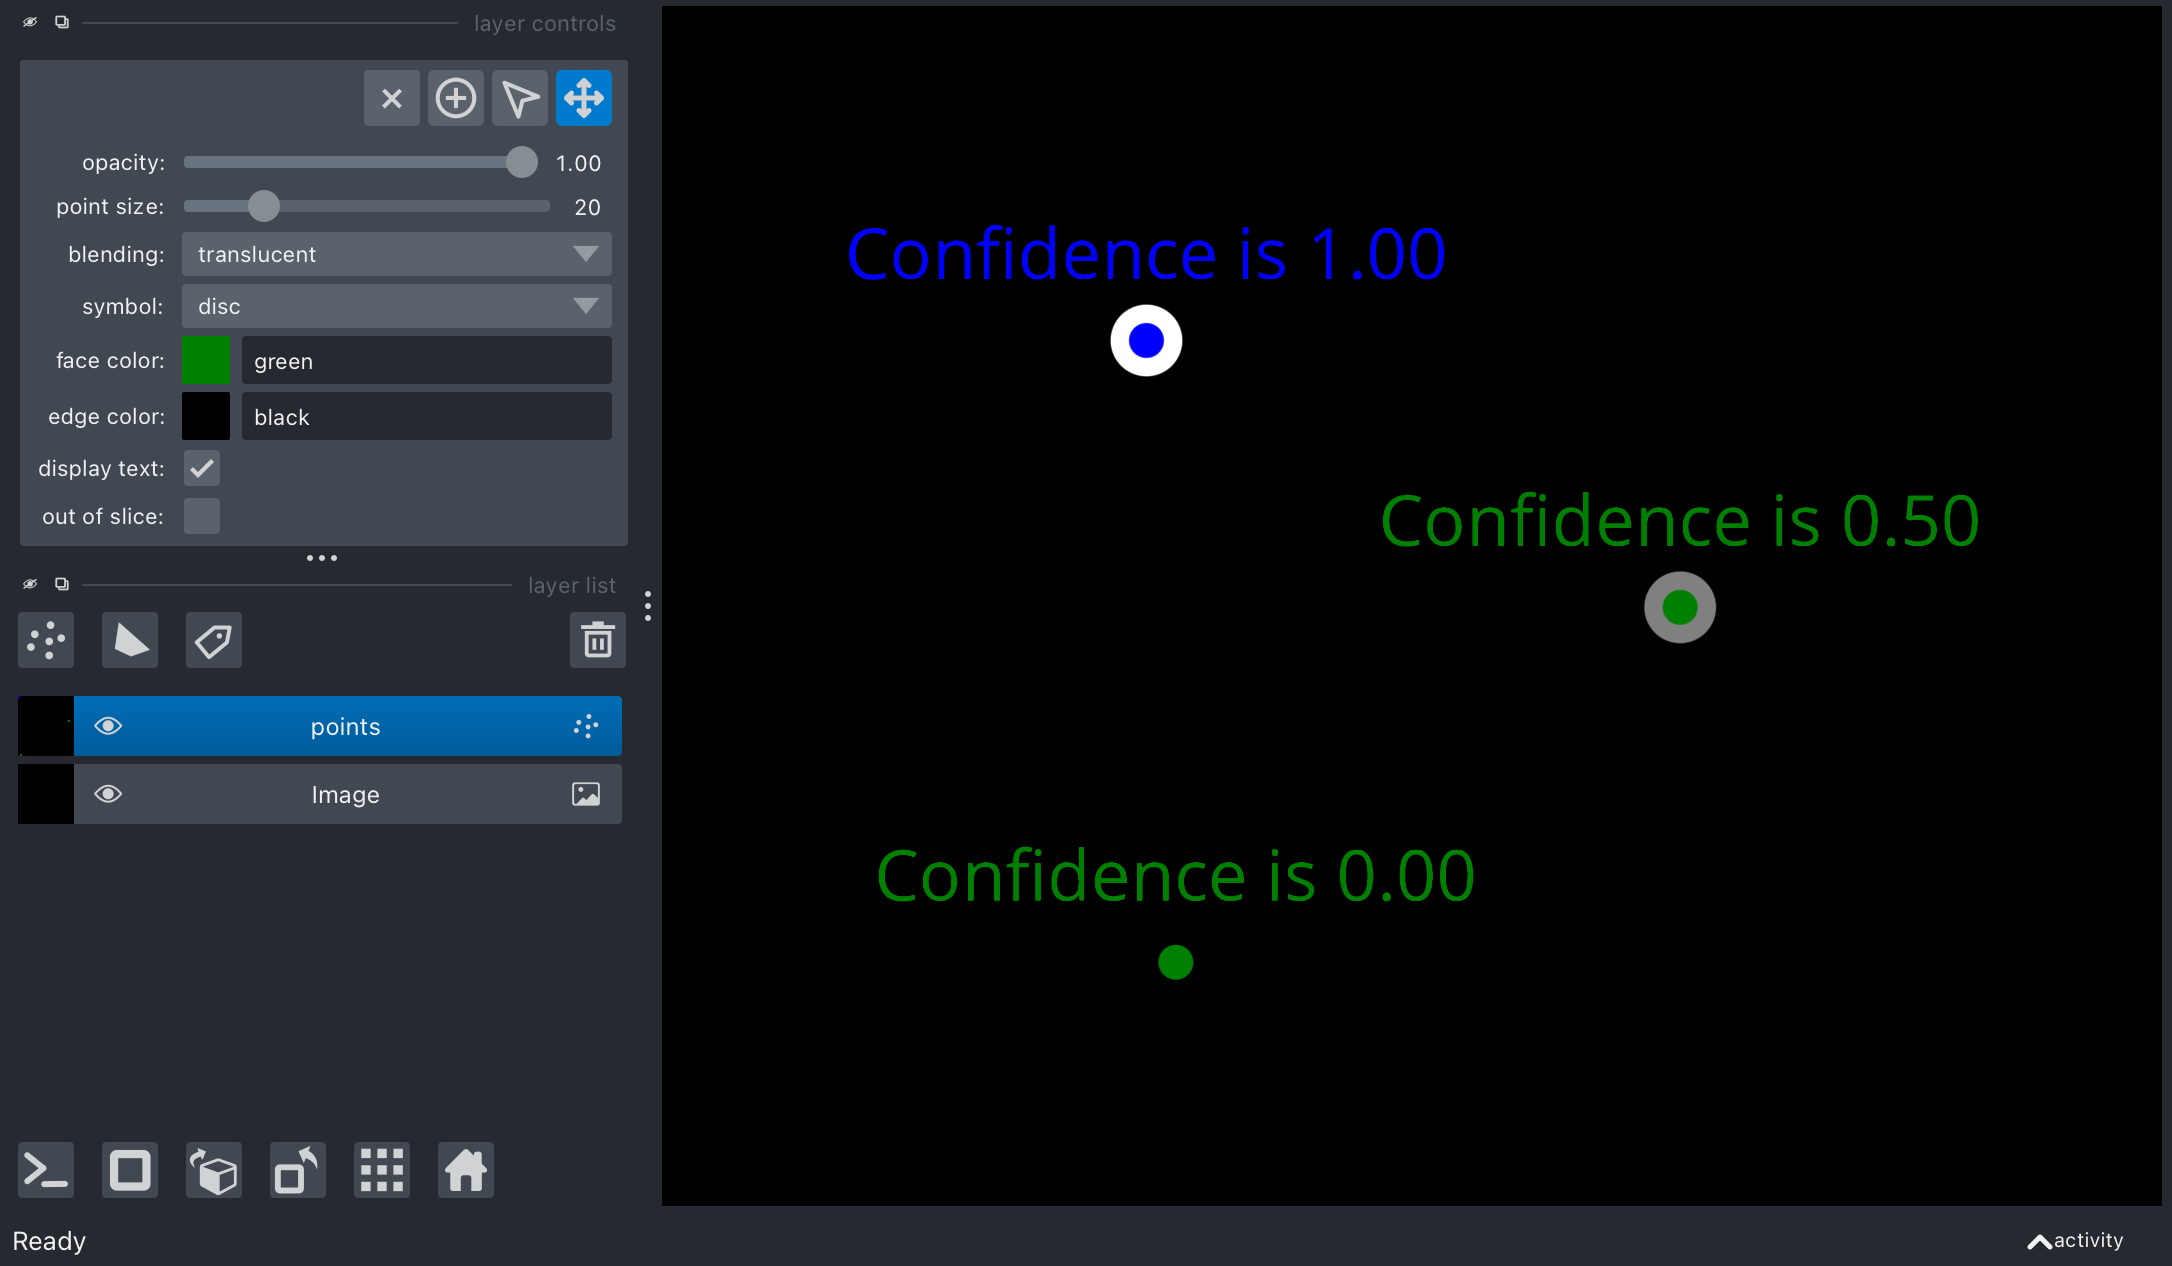 layer controls
opacity: 1.00
point size: 20
blending: translucent
symbol: disc
face color: green
edge color: black
display text:
out of slice:
layer list
points
Image
Ready
Confidence is 1.00
Confidence is 0.50
Confidence is 0.00
activity